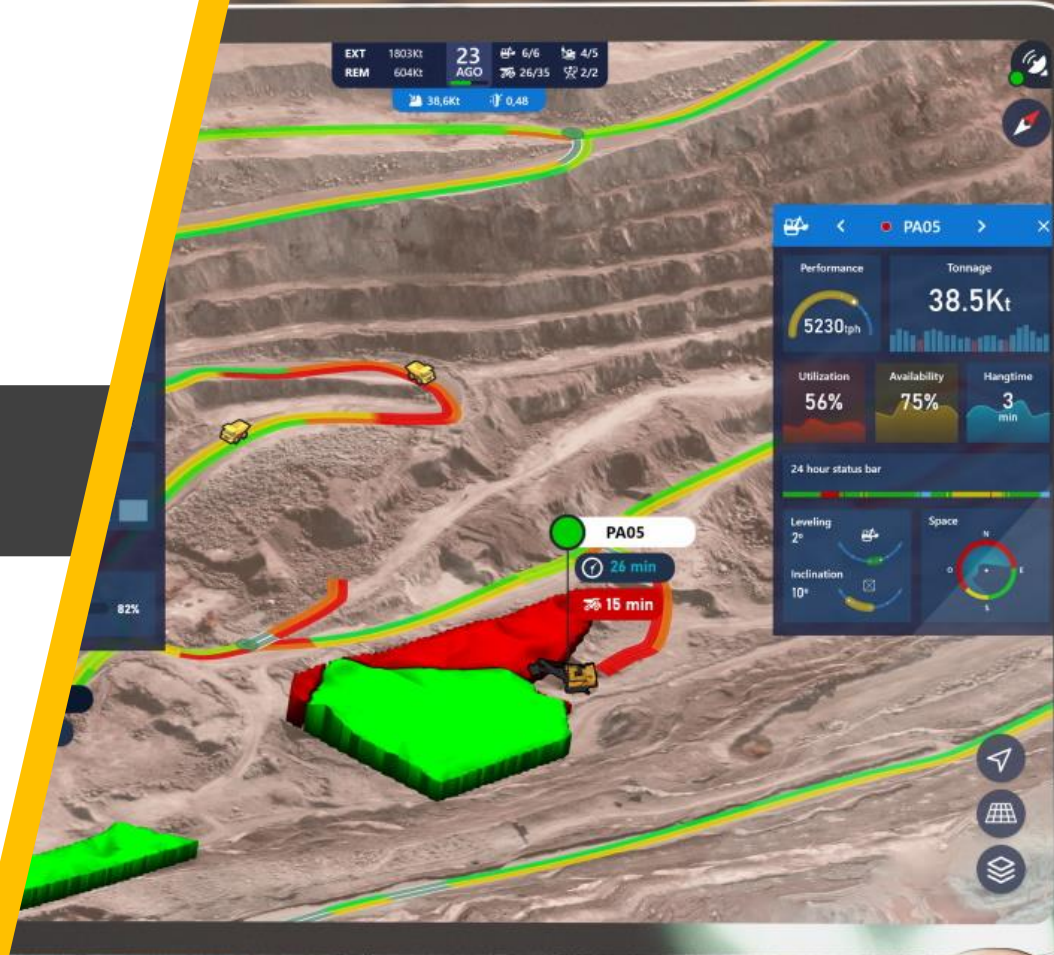 EXT 1803Kt 23 6/6 4/5
REM 604Kt AGO 26/35 2/2
38,6Kt 0,48
PA05
Performance Tonnage
5230tph 38.5Kt
Utilization Availability Hangtime
56% 75% 3
min
24 hour status bar
Leveling Space
2°
N
Inclination O E
10°
S
PA05
26 min
15 min
82%